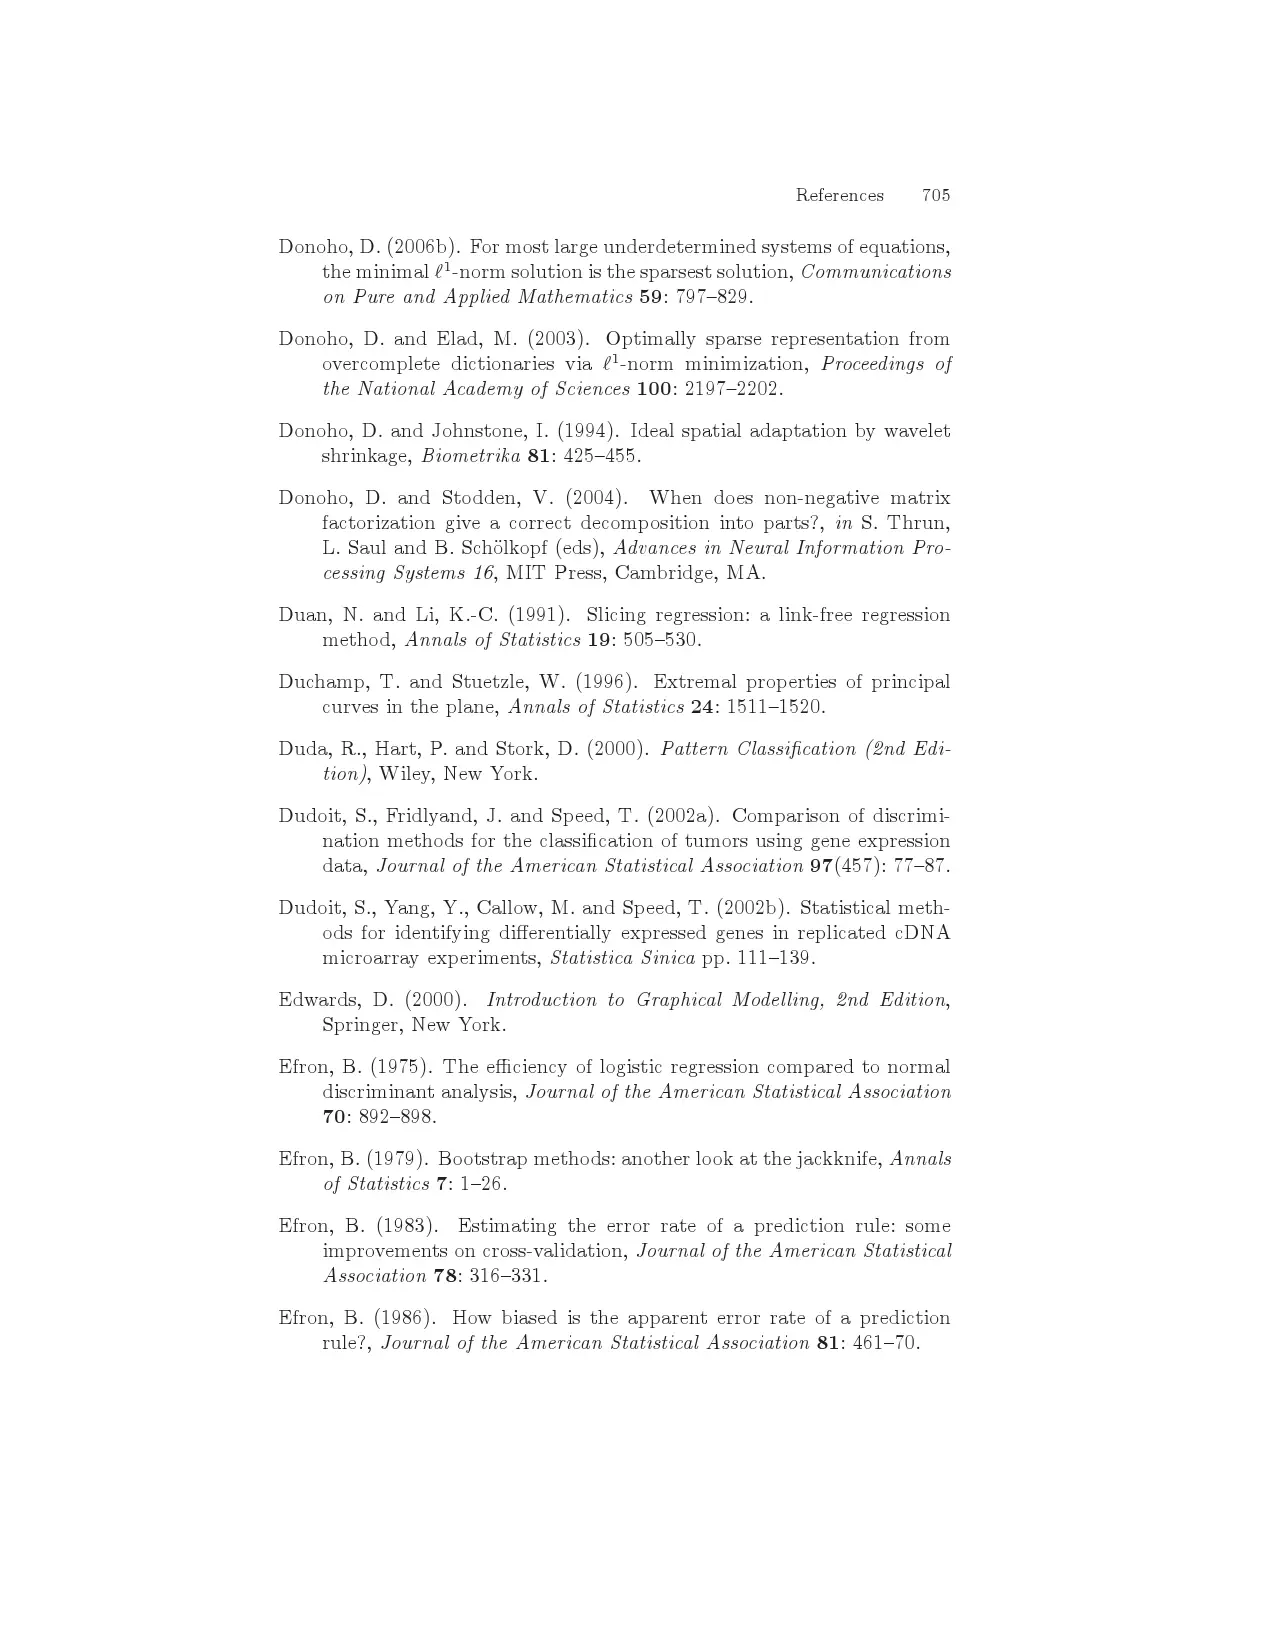 References 705
Donoho, D. (2006b). For most large underdetermined systems of equations,
the minimal ℓ¹-norm solution is the sparsest solution, Communications
on Pure and Applied Mathematics 59: 797–829.
Donoho, D. and Elad, M. (2003). Optimally sparse representation from
overcomplete dictionaries via ℓ¹-norm minimization, Proceedings of
the National Academy of Sciences 100: 2197–2202.
Donoho, D. and Johnstone, I. (1994). Ideal spatial adaptation by wavelet
shrinkage, Biometrika 81: 425–455.
Donoho, D. and Stodden, V. (2004). When does non-negative matrix
factorization give a correct decomposition into parts?, in S. Thrun,
L. Saul and B. Schölkopf (eds), Advances in Neural Information Pro-
cessing Systems 16, MIT Press, Cambridge, MA.
Duan, N. and Li, K.-C. (1991). Slicing regression: a link-free regression
method, Annals of Statistics 19: 505–530.
Duchamp, T. and Stuetzle, W. (1996). Extremal properties of principal
curves in the plane, Annals of Statistics 24: 1511–1520.
Duda, R., Hart, P. and Stork, D. (2000). Pattern Classification (2nd Edi-
tion), Wiley, New York.
Dudoit, S., Fridlyand, J. and Speed, T. (2002a). Comparison of discrimi-
nation methods for the classification of tumors using gene expression
data, Journal of the American Statistical Association 97(457): 77–87.
Dudoit, S., Yang, Y., Callow, M. and Speed, T. (2002b). Statistical meth-
ods for identifying differentially expressed genes in replicated cDNA
microarray experiments, Statistica Sinica pp. 111–139.
Edwards, D. (2000). Introduction to Graphical Modelling, 2nd Edition,
Springer, New York.
Efron, B. (1975). The efficiency of logistic regression compared to normal
discriminant analysis, Journal of the American Statistical Association
70: 892–898.
Efron, B. (1979). Bootstrap methods: another look at the jackknife, Annals
of Statistics 7: 1–26.
Efron, B. (1983). Estimating the error rate of a prediction rule: some
improvements on cross-validation, Journal of the American Statistical
Association 78: 316–331.
Efron, B. (1986). How biased is the apparent error rate of a prediction
rule?, Journal of the American Statistical Association 81: 461–70.